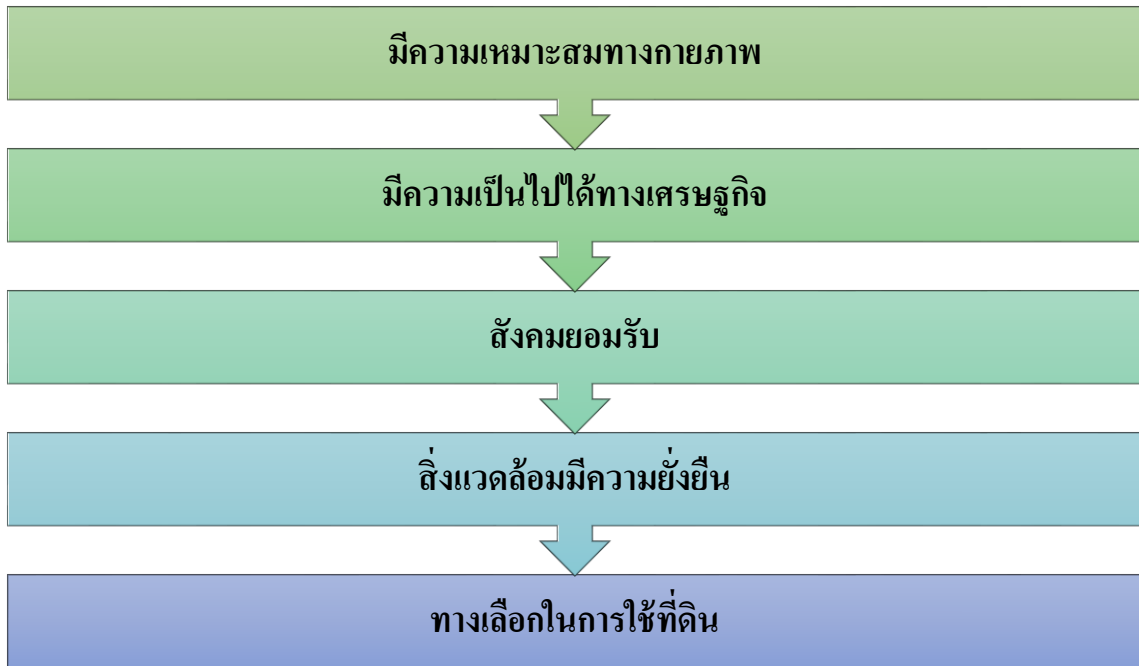 มีความเหมาะสมทางกายภาพ
มีความเป็นไปได้ทางเศรษฐกิจ
สังคมยอมรับ
สิ่งแวดล้อมมีความยั่งยืน
ทางเลือกในการใช้ที่ดิน